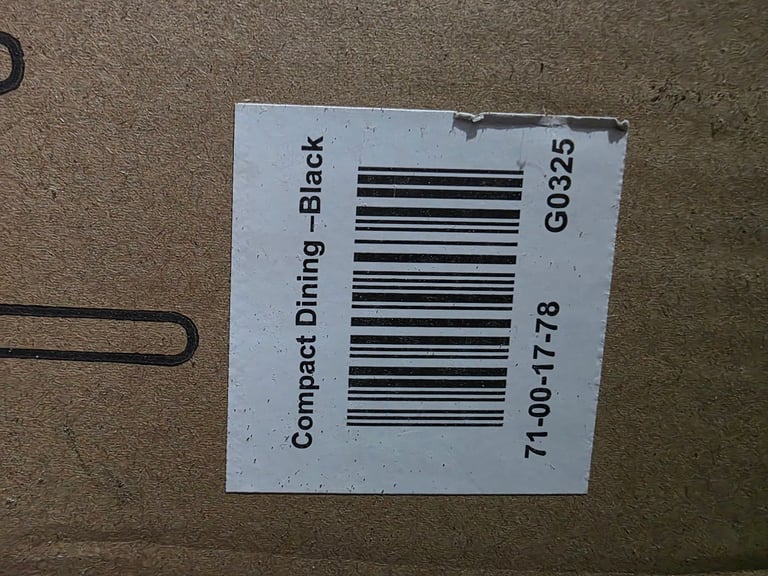 Compact Dining –Black
71-00-17-78 G0325